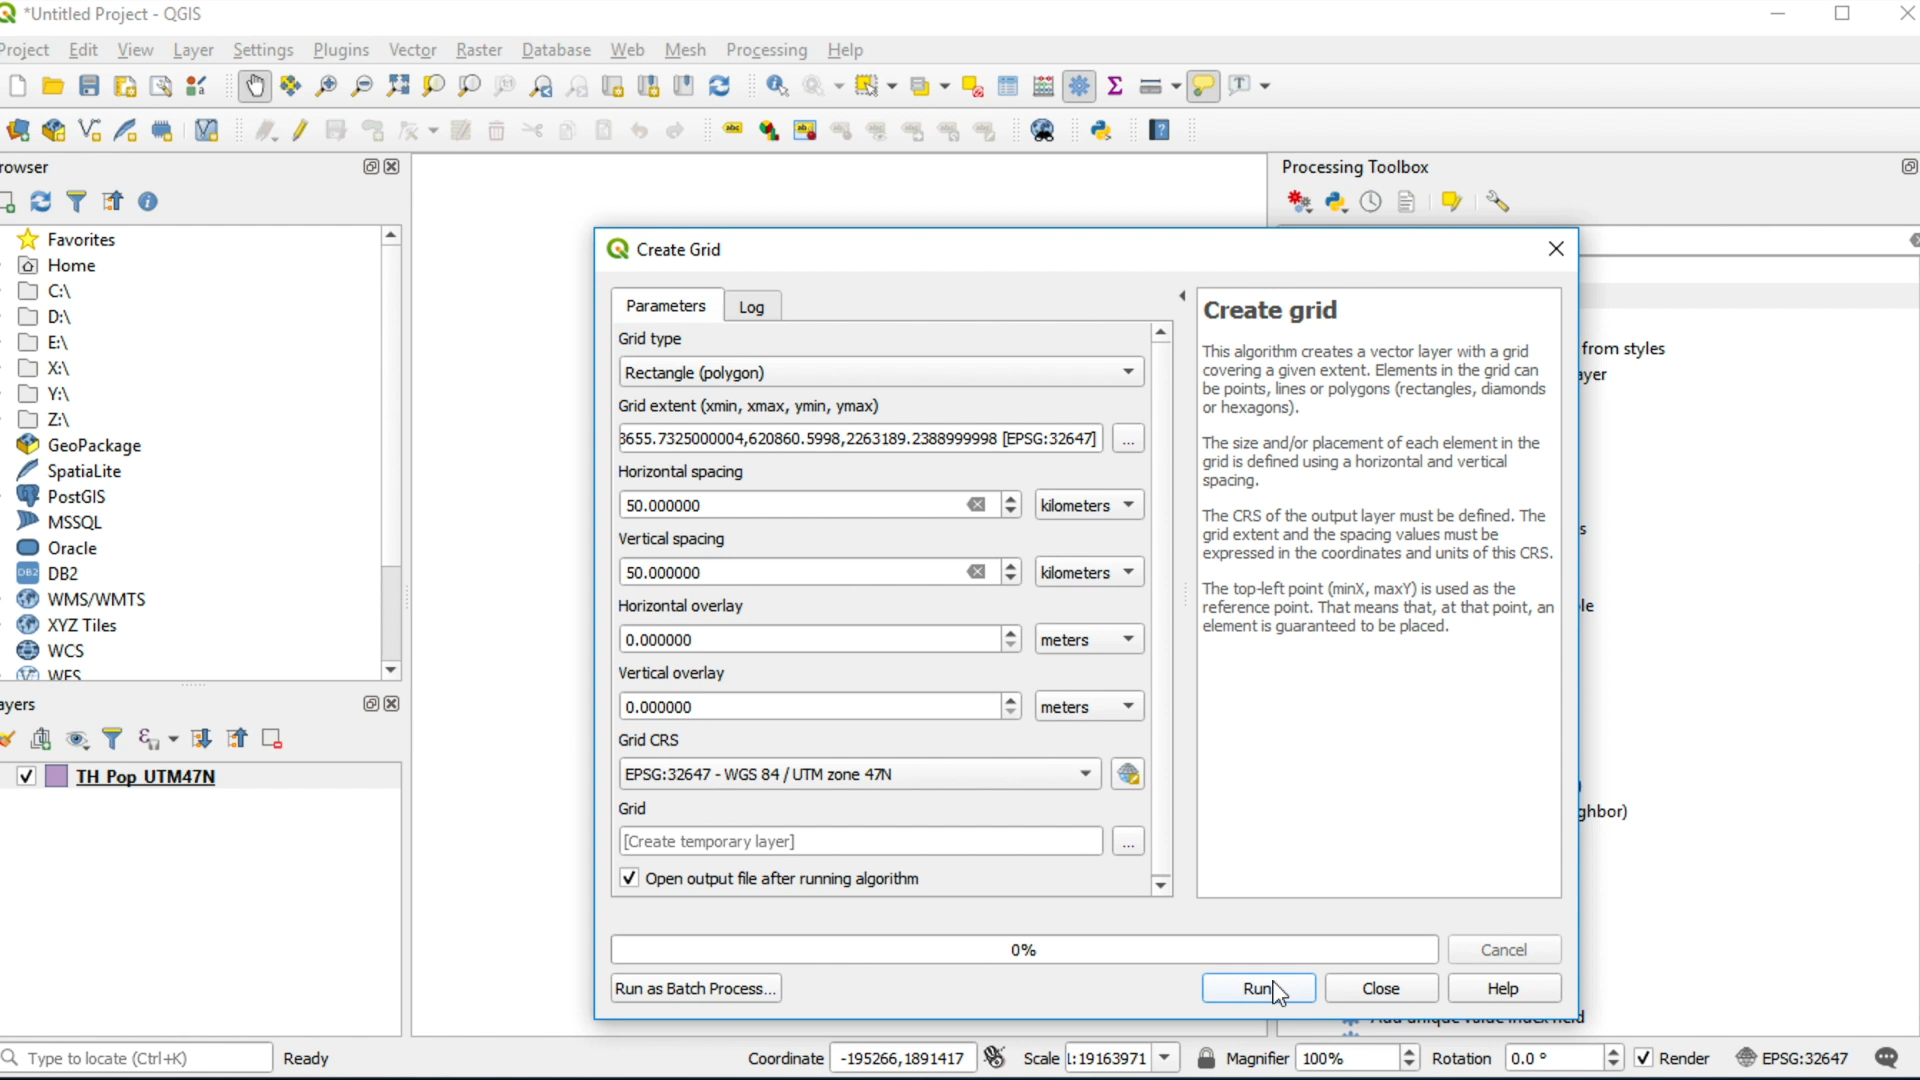 *Untitled Project - QGIS
Project Edit View Layer Settings Plugins Vector Raster Database Web Mesh Processing Help
rowser
Favorites
Home
C:\
D:\
E:\
X:\
Y:\
Z:\
GeoPackage
SpatiaLite
PostGIS
MSSQL
Oracle
DB2
WMS/WMTS
XYZ Tiles
WCS
WFS
ayers
TH_Pop_UTM47N
Processing Toolbox
from styles
ayer
s
le
)
ghbor)
Create Grid
Parameters Log
Grid type
Rectangle (polygon)
Grid extent (xmin, xmax, ymin, ymax)
3655.7325000004,620860.5998,2263189.2388999998 [EPSG:32647] ...
Horizontal spacing
50.000000 kilometers
Vertical spacing
50.000000 kilometers
Horizontal overlay
0.000000 meters
Vertical overlay
0.000000 meters
Grid CRS
EPSG:32647 - WGS 84 / UTM zone 47N
Grid
[Create temporary layer] ...
Open output file after running algorithm
Create grid
This algorithm creates a vector layer with a grid
covering a given extent. Elements in the grid can
be points, lines or polygons (rectangles, diamonds
or hexagons).
The size and/or placement of each element in the
grid is defined using a horizontal and vertical
spacing.
The CRS of the output layer must be defined. The
grid extent and the spacing values must be
expressed in the coordinates and units of this CRS.
The top-left point (minX, maxY) is used as the
reference point. That means that, at that point, an
element is guaranteed to be placed.
0% Cancel
Run as Batch Process... Run Close Help
Type to locate (Ctrl+K) Ready Coordinate -195266,1891417 Scale 1:19163971 Magnifier 100% Rotation 0.0 ° Render EPSG:32647